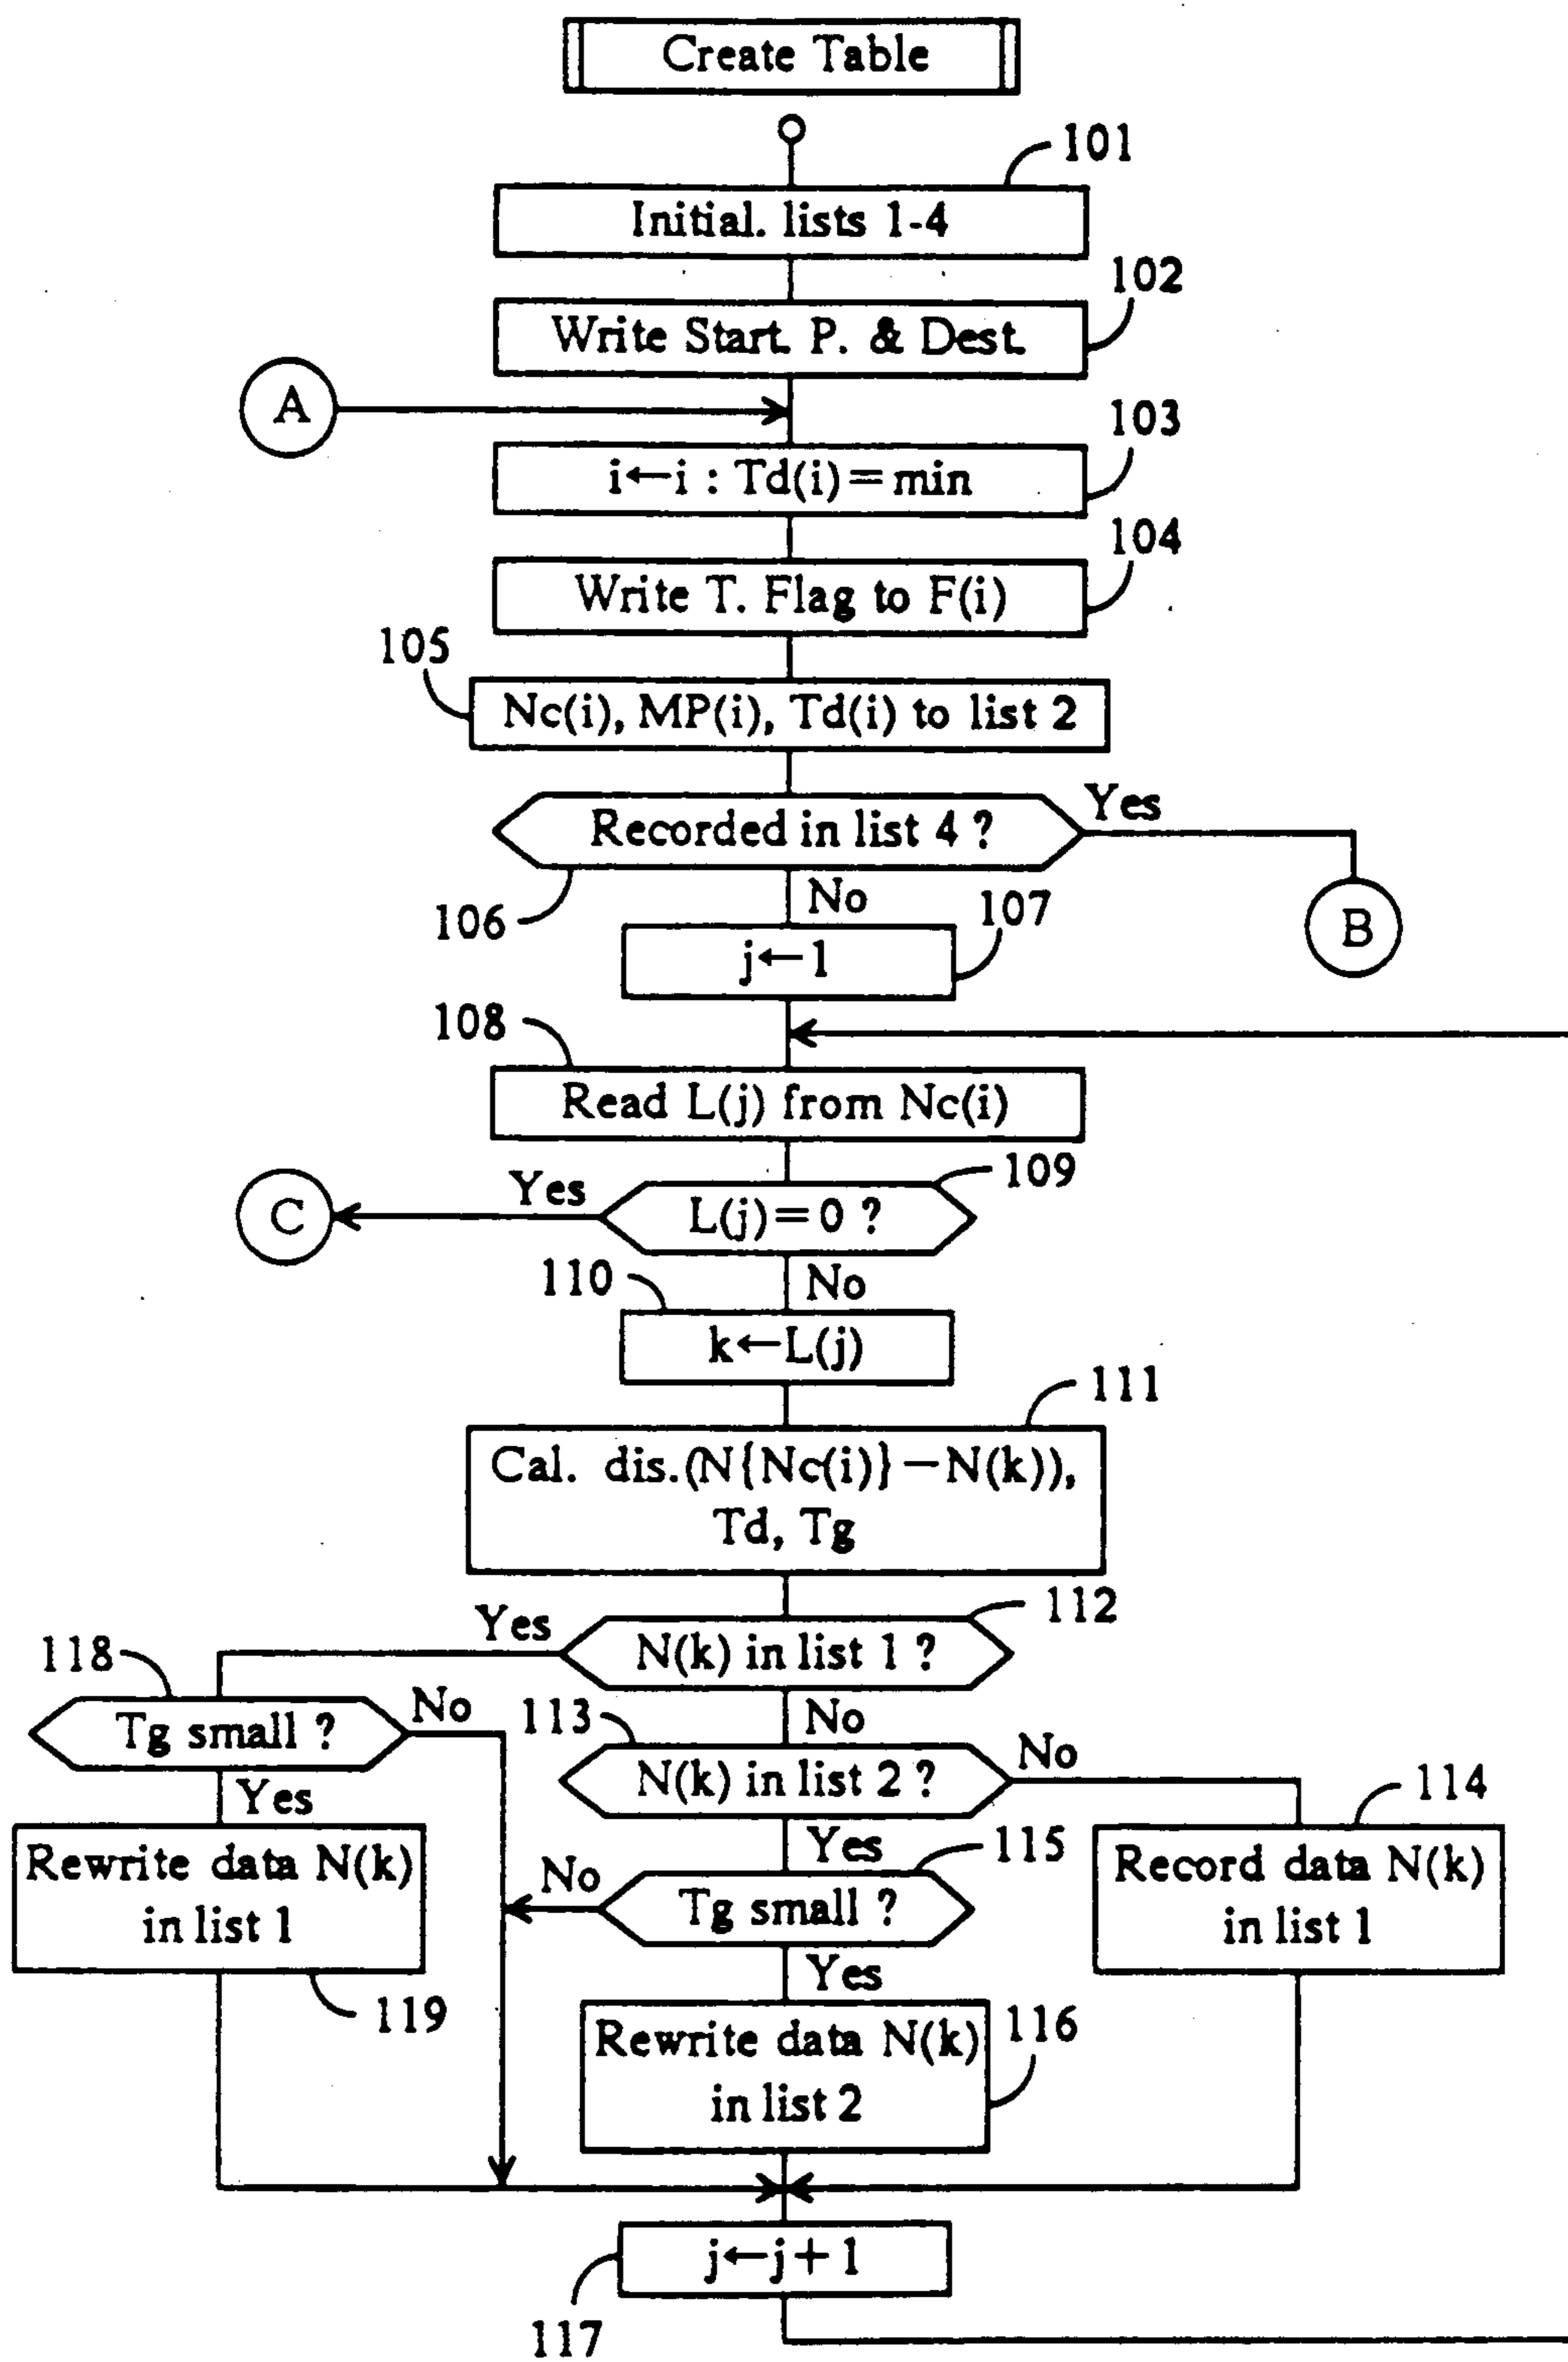 Create Table
101
Initial. lists 1-4
102
Write Start. P. & Dest.
A
103
i←i : Td(i)=min
104
Write T. Flag to F(i)
105
Nc(i), MP(i), Td(i) to list 2
Recorded in list 4 ?
Yes
106
No
107
B
j←1
108
Read L(j) from Nc(i)
109
C
Yes
L(j)=0 ?
110
No
k←L(j)
111
Cal. dis.(N{Nc(i)}−N(k)),
Td, Tg
112
Yes
N(k) in list 1 ?
118
Tg small ?
No
113
No
N(k) in list 2 ?
No
114
Yes
Rewrite data N(k)
in list 1
119
Yes
115
No
Tg small ?
Record data N(k)
in list 1
Yes
Rewrite data N(k)
in list 2
116
j←j+1
117